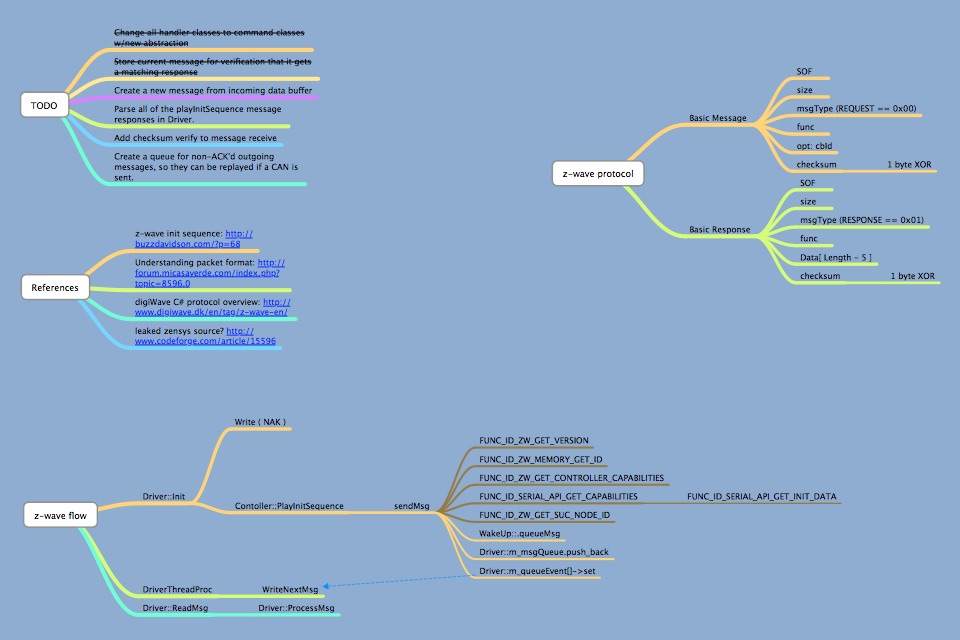 TODO
Change all handler classes to command classes
w/new abstraction
Store current message for verification that it gets
a matching response
Create a new message from incoming data buffer
Parse all of the playInitSequence message
responses in Driver.
Add checksum verify to message receive
Create a queue for non-ACK'd outgoing
messages, so they can be replayed if a CAN is
sent.
z-wave protocol
Basic Message
SOF
size
msgType (REQUEST == 0x00)
func
opt: cbId
checksum
1 byte XOR
Basic Response
SOF
size
msgType (RESPONSE == 0x01)
func
Data[ Length - 5 ]
checksum
1 byte XOR
References
z-wave init sequence: http://
buzzdavidson.com/?p=68
Understanding packet format: http://
forum.micasaverde.com/index.php?
topic=8596.0
digiWave C# protocol overview: http://
www.digiwave.dk/en/tag/z-wave-en/
leaked zensys source? http://
www.codeforge.com/article/15596
z-wave flow
Driver::Init
Write ( NAK )
Contoller::PlayInitSequence
sendMsg
FUNC_ID_ZW_GET_VERSION
FUNC_ID_ZW_MEMORY_GET_ID
FUNC_ID_ZW_GET_CONTROLLER_CAPABILITIES
FUNC_ID_SERIAL_API_GET_CAPABILITIES
FUNC_ID_SERIAL_API_GET_INIT_DATA
FUNC_ID_ZW_GET_SUC_NODE_ID
WakeUp::.queueMsg
Driver::m_msgQueue.push_back
Driver::m_queueEvent[]->set
DriverThreadProc
WriteNextMsg
Driver::ReadMsg
Driver::ProcessMsg